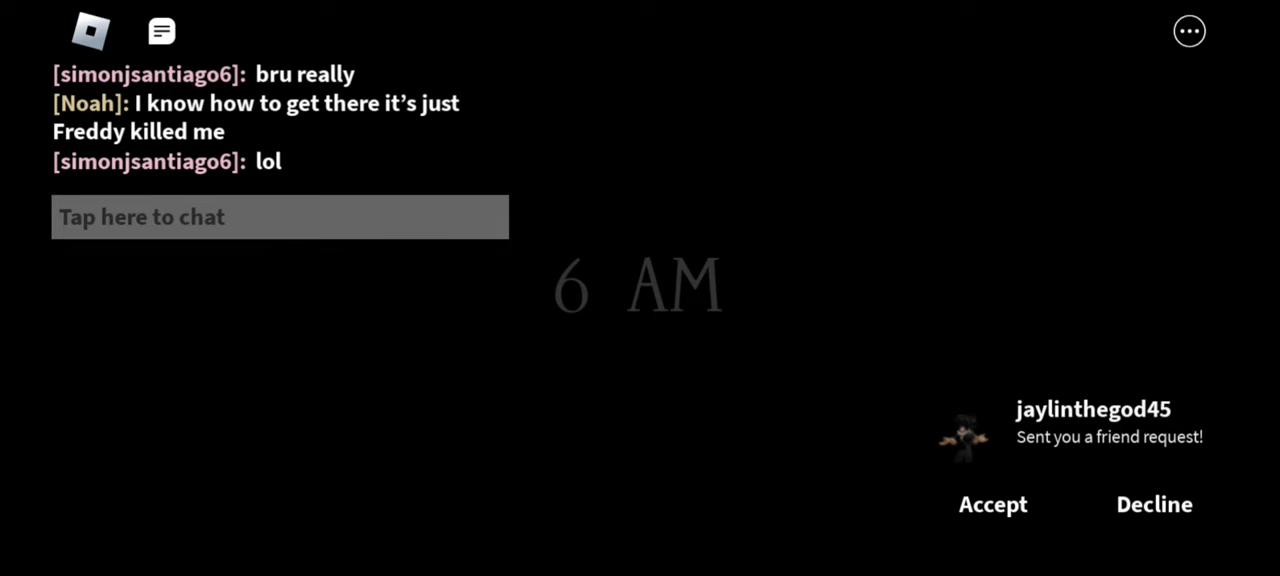 [simonjsantiago6]: bru really
[Noah]: I know how to get there it’s just
Freddy killed me
[simonjsantiago6]: lol
Tap here to chat
6 AM
jaylinthegod45
Sent you a friend request!
Accept Decline